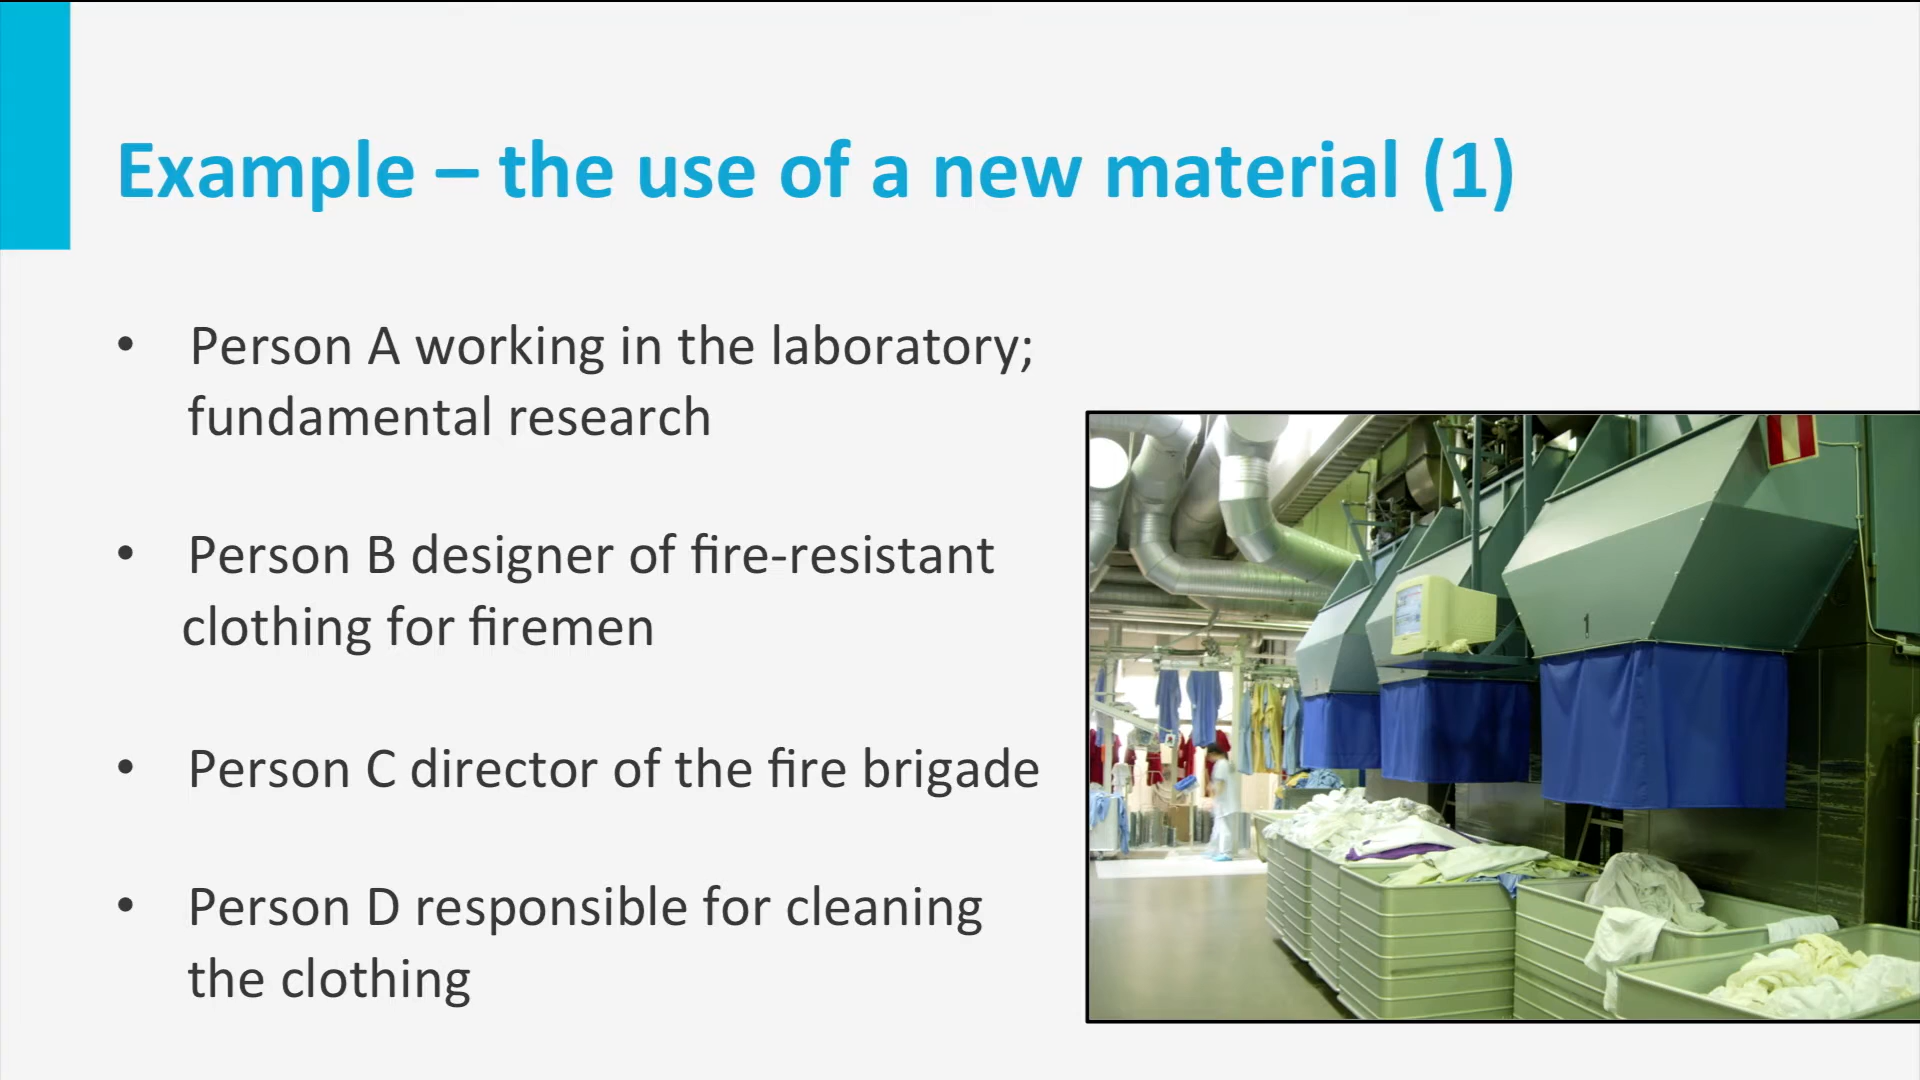 Example – the use of a new material (1)
• Person A working in the laboratory;
fundamental research
• Person B designer of fire-resistant
clothing for firemen
• Person C director of the fire brigade
• Person D responsible for cleaning
the clothing
1